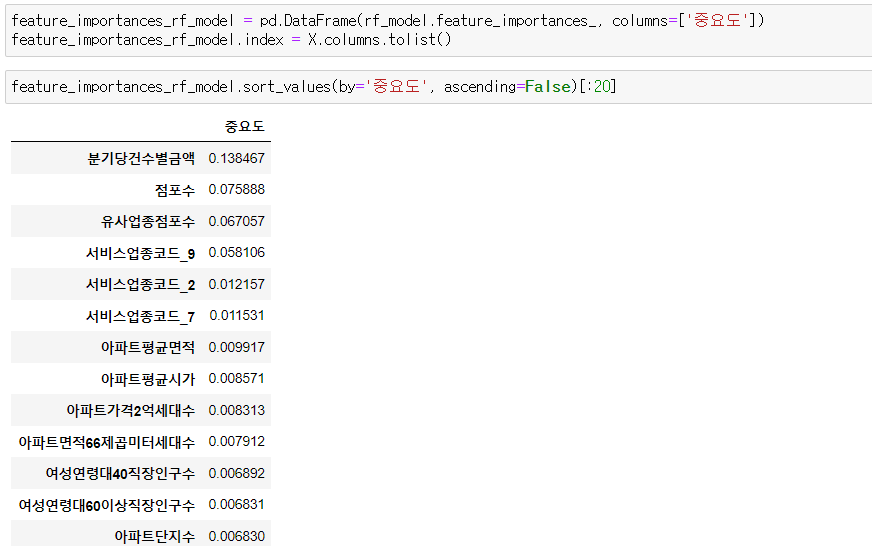 feature_importances_rf_model = pd.DataFrame(rf_model.feature_importances_, columns=['중요도'])
feature_importances_rf_model.index = X.columns.tolist()
feature_importances_rf_model.sort_values(by='중요도', ascending=False)[:20]
중요도
분기당건수별금액 0.138467
점포수 0.075888
유사업종점포수 0.067057
서비스업종코드_9 0.058106
서비스업종코드_2 0.012157
서비스업종코드_7 0.011531
아파트평균면적 0.009917
아파트평균시가 0.008571
아파트가격2억세대수 0.008313
아파트면적66제곱미터세대수 0.007912
여성연령대40직장인구수 0.006892
여성연령대60이상직장인구수 0.006831
아파트단지수 0.006830